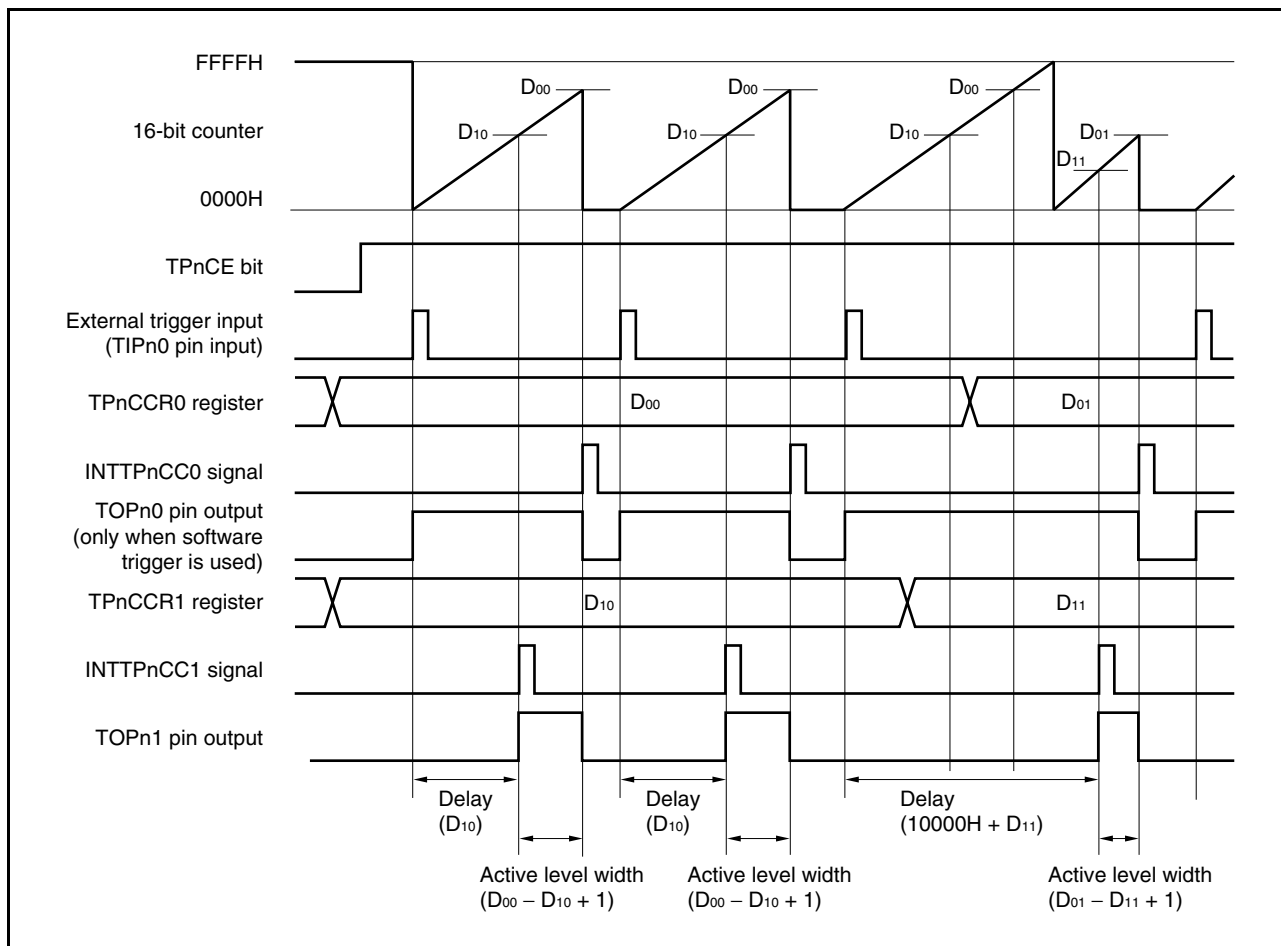 FFFFH
D00
D00
D00
16-bit counter
D10
D10
D10
D01
D11
0000H
TPnCE bit
External trigger input
(TIPn0 pin input)
TPnCCR0 register
D00
D01
INTTPnCC0 signal
TOPn0 pin output
(only when software
trigger is used)
TPnCCR1 register
D10
D11
INTTPnCC1 signal
TOPn1 pin output
Delay
(D10)
Delay
(D10)
Delay
(10000H + D11)
Active level width
(D00 − D10 + 1)
Active level width
(D00 − D10 + 1)
Active level width
(D01 − D11 + 1)